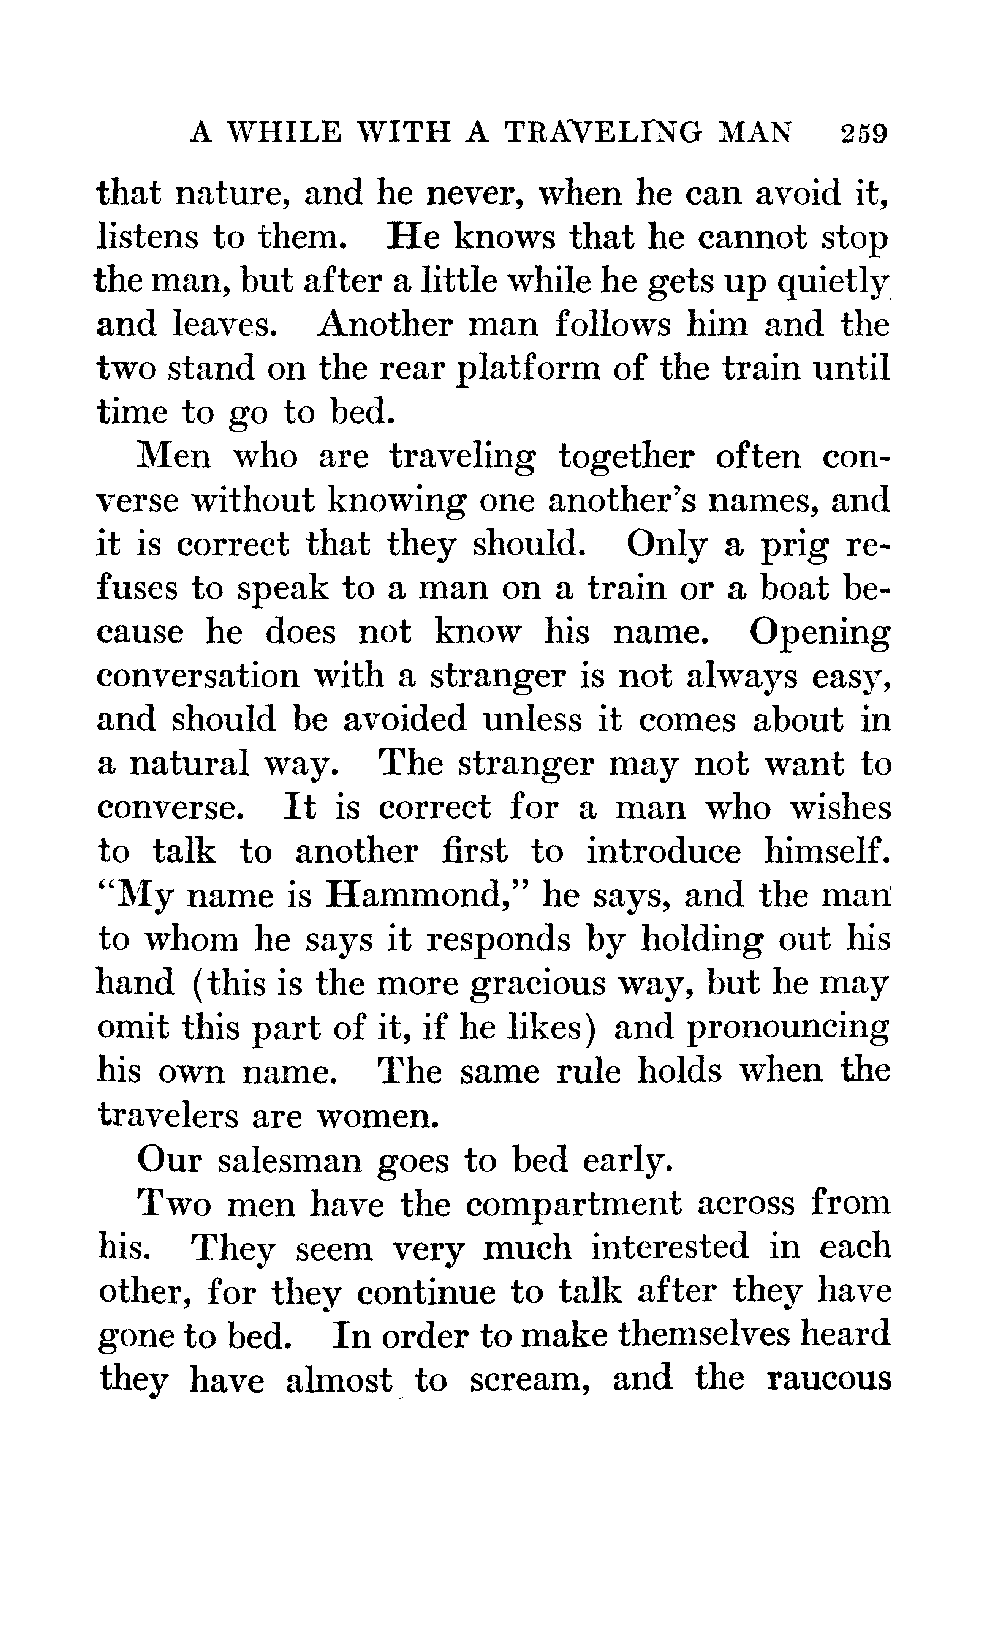 A WHILE WITH A TRAVELING MAN 259
that nature, and he never, when he can avoid it,
listens to them. He knows that he cannot stop
the man, but after a little while he gets up quietly
and leaves. Another man follows him and the
two stand on the rear platform of the train until
time to go to bed.
Men who are traveling together often con-
verse without knowing one another's names, and
it is correct that they should. Only a prig re-
fuses to speak to a man on a train or a boat be-
cause he does not know his name. Opening
conversation with a stranger is not always easy,
and should be avoided unless it comes about in
a natural way. The stranger may not want to
converse. It is correct for a man who wishes
to talk to another first to introduce himself.
"My name is Hammond," he says, and the man
to whom he says it responds by holding out his
hand (this is the more gracious way, but he may
omit this part of it, if he likes) and pronouncing
his own name. The same rule holds when the
travelers are women.
Our salesman goes to bed early.
Two men have the compartment across from
his. They seem very much interested in each
other, for they continue to talk after they have
gone to bed. In order to make themselves heard
they have almost to scream, and the raucous